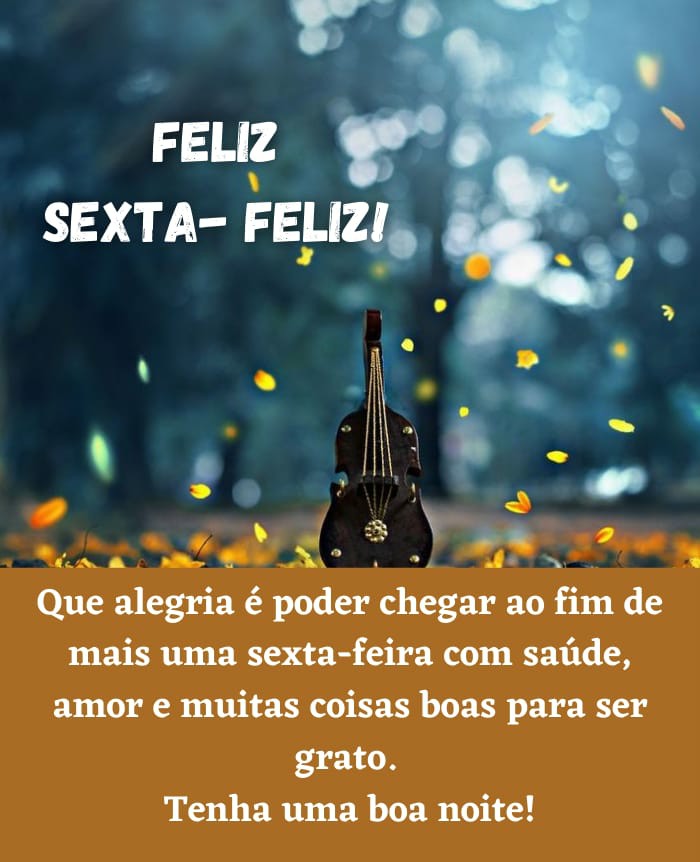 FELIZ
SEXTA- FELIZ!
Que alegria é poder chegar ao fim de
mais uma sexta-feira com saúde,
amor e muitas coisas boas para ser
grato.
Tenha uma boa noite!